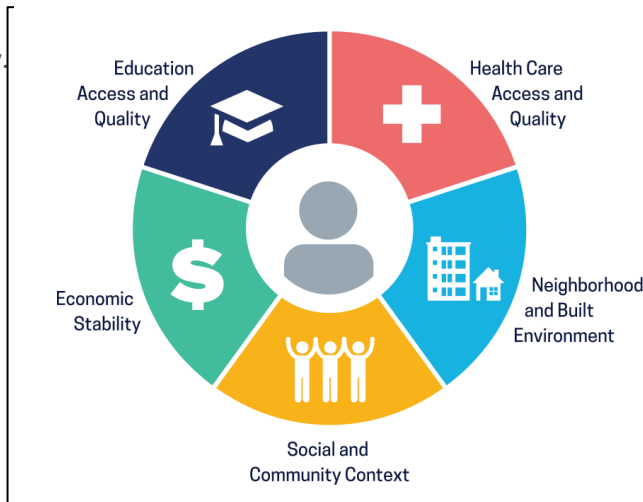 Education
Access and
Quality
Health Care
Access and
Quality
Economic
Stability
$
Neighborhood
and Built
Environment
Social and
Community Context